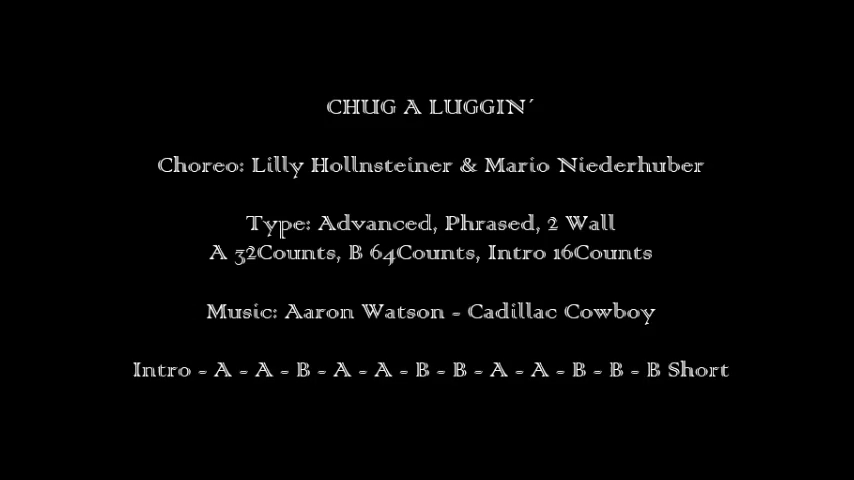 CHUG A LUGGIN´
Choreo: Lilly Hollnsteiner & Mario Niederhuber
Type: Advanced, Phrased, 2 Wall
A 32Counts, B 64Counts, Intro 16Counts
Music: Aaron Watson - Cadillac Cowboy
Intro - A - A - B - A - A - B - B - A - A - B - B - B Short